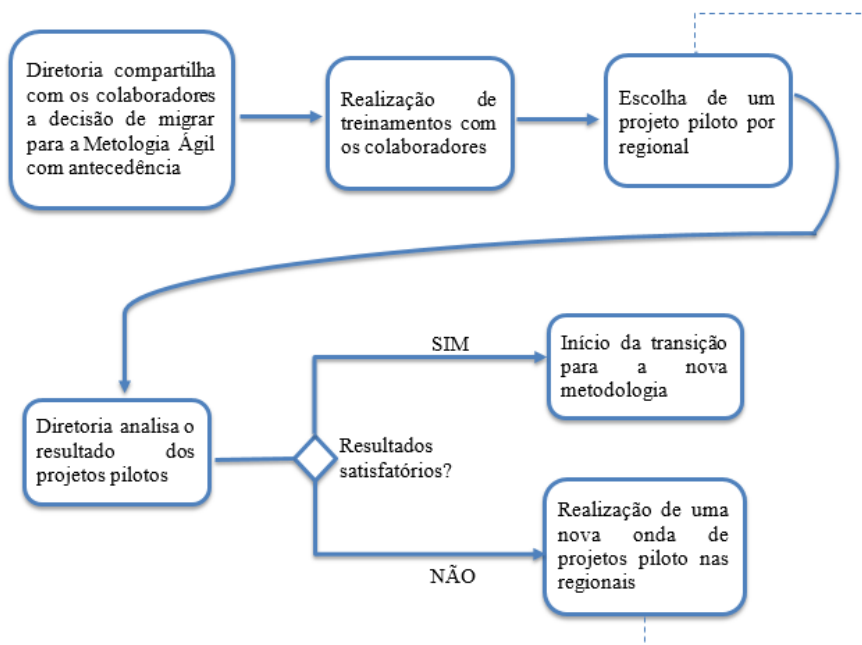 Diretoria compartilha
com os colaboradores
a decisão de migrar
para a Metologia Ágil
com antecedência
Realização de
treinamentos com
os colaboradores
Escolha de um
projeto piloto por
regional
Diretoria analisa o
resultado dos
projetos pilotos
Resultados
satisfatórios?
SIM
Início da transição
para a nova
metodologia
NÃO
Realização de uma
nova onda de
projetos piloto nas
regionais